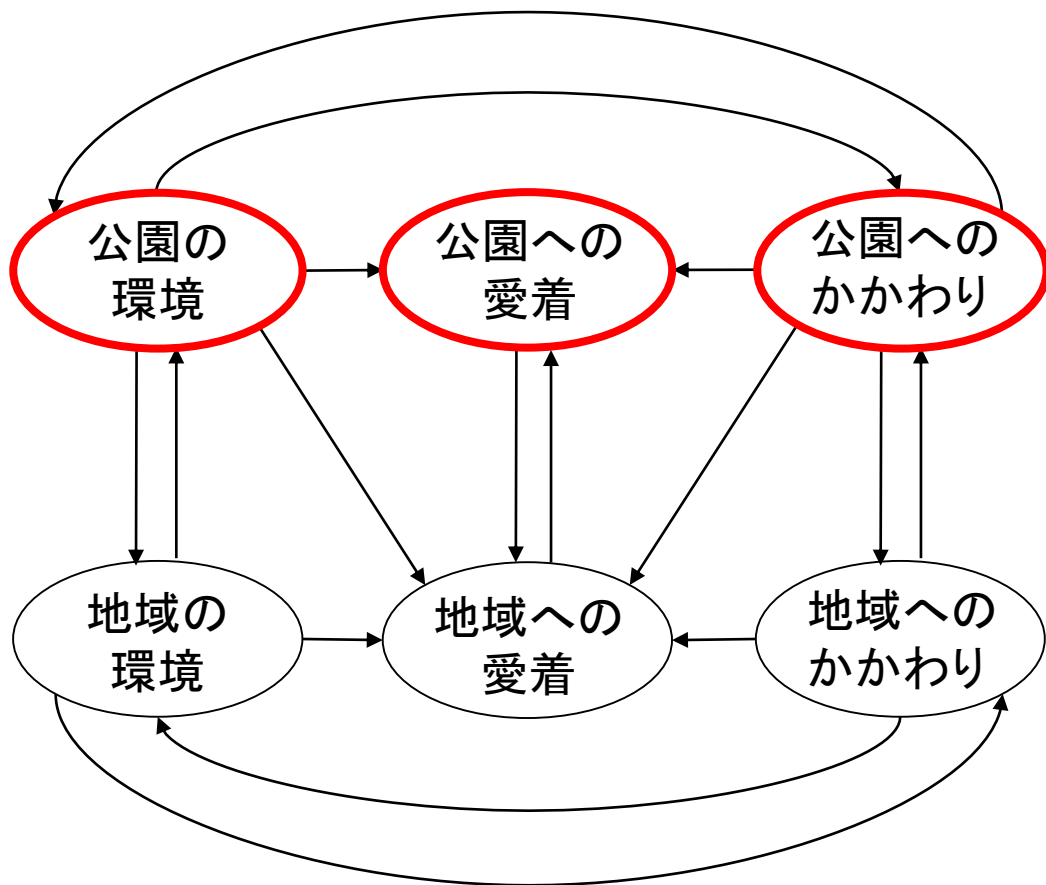 公園の
環境
公園への
愛着
公園への
かかわり
地域の
環境
地域への
愛着
地域への
かかわり